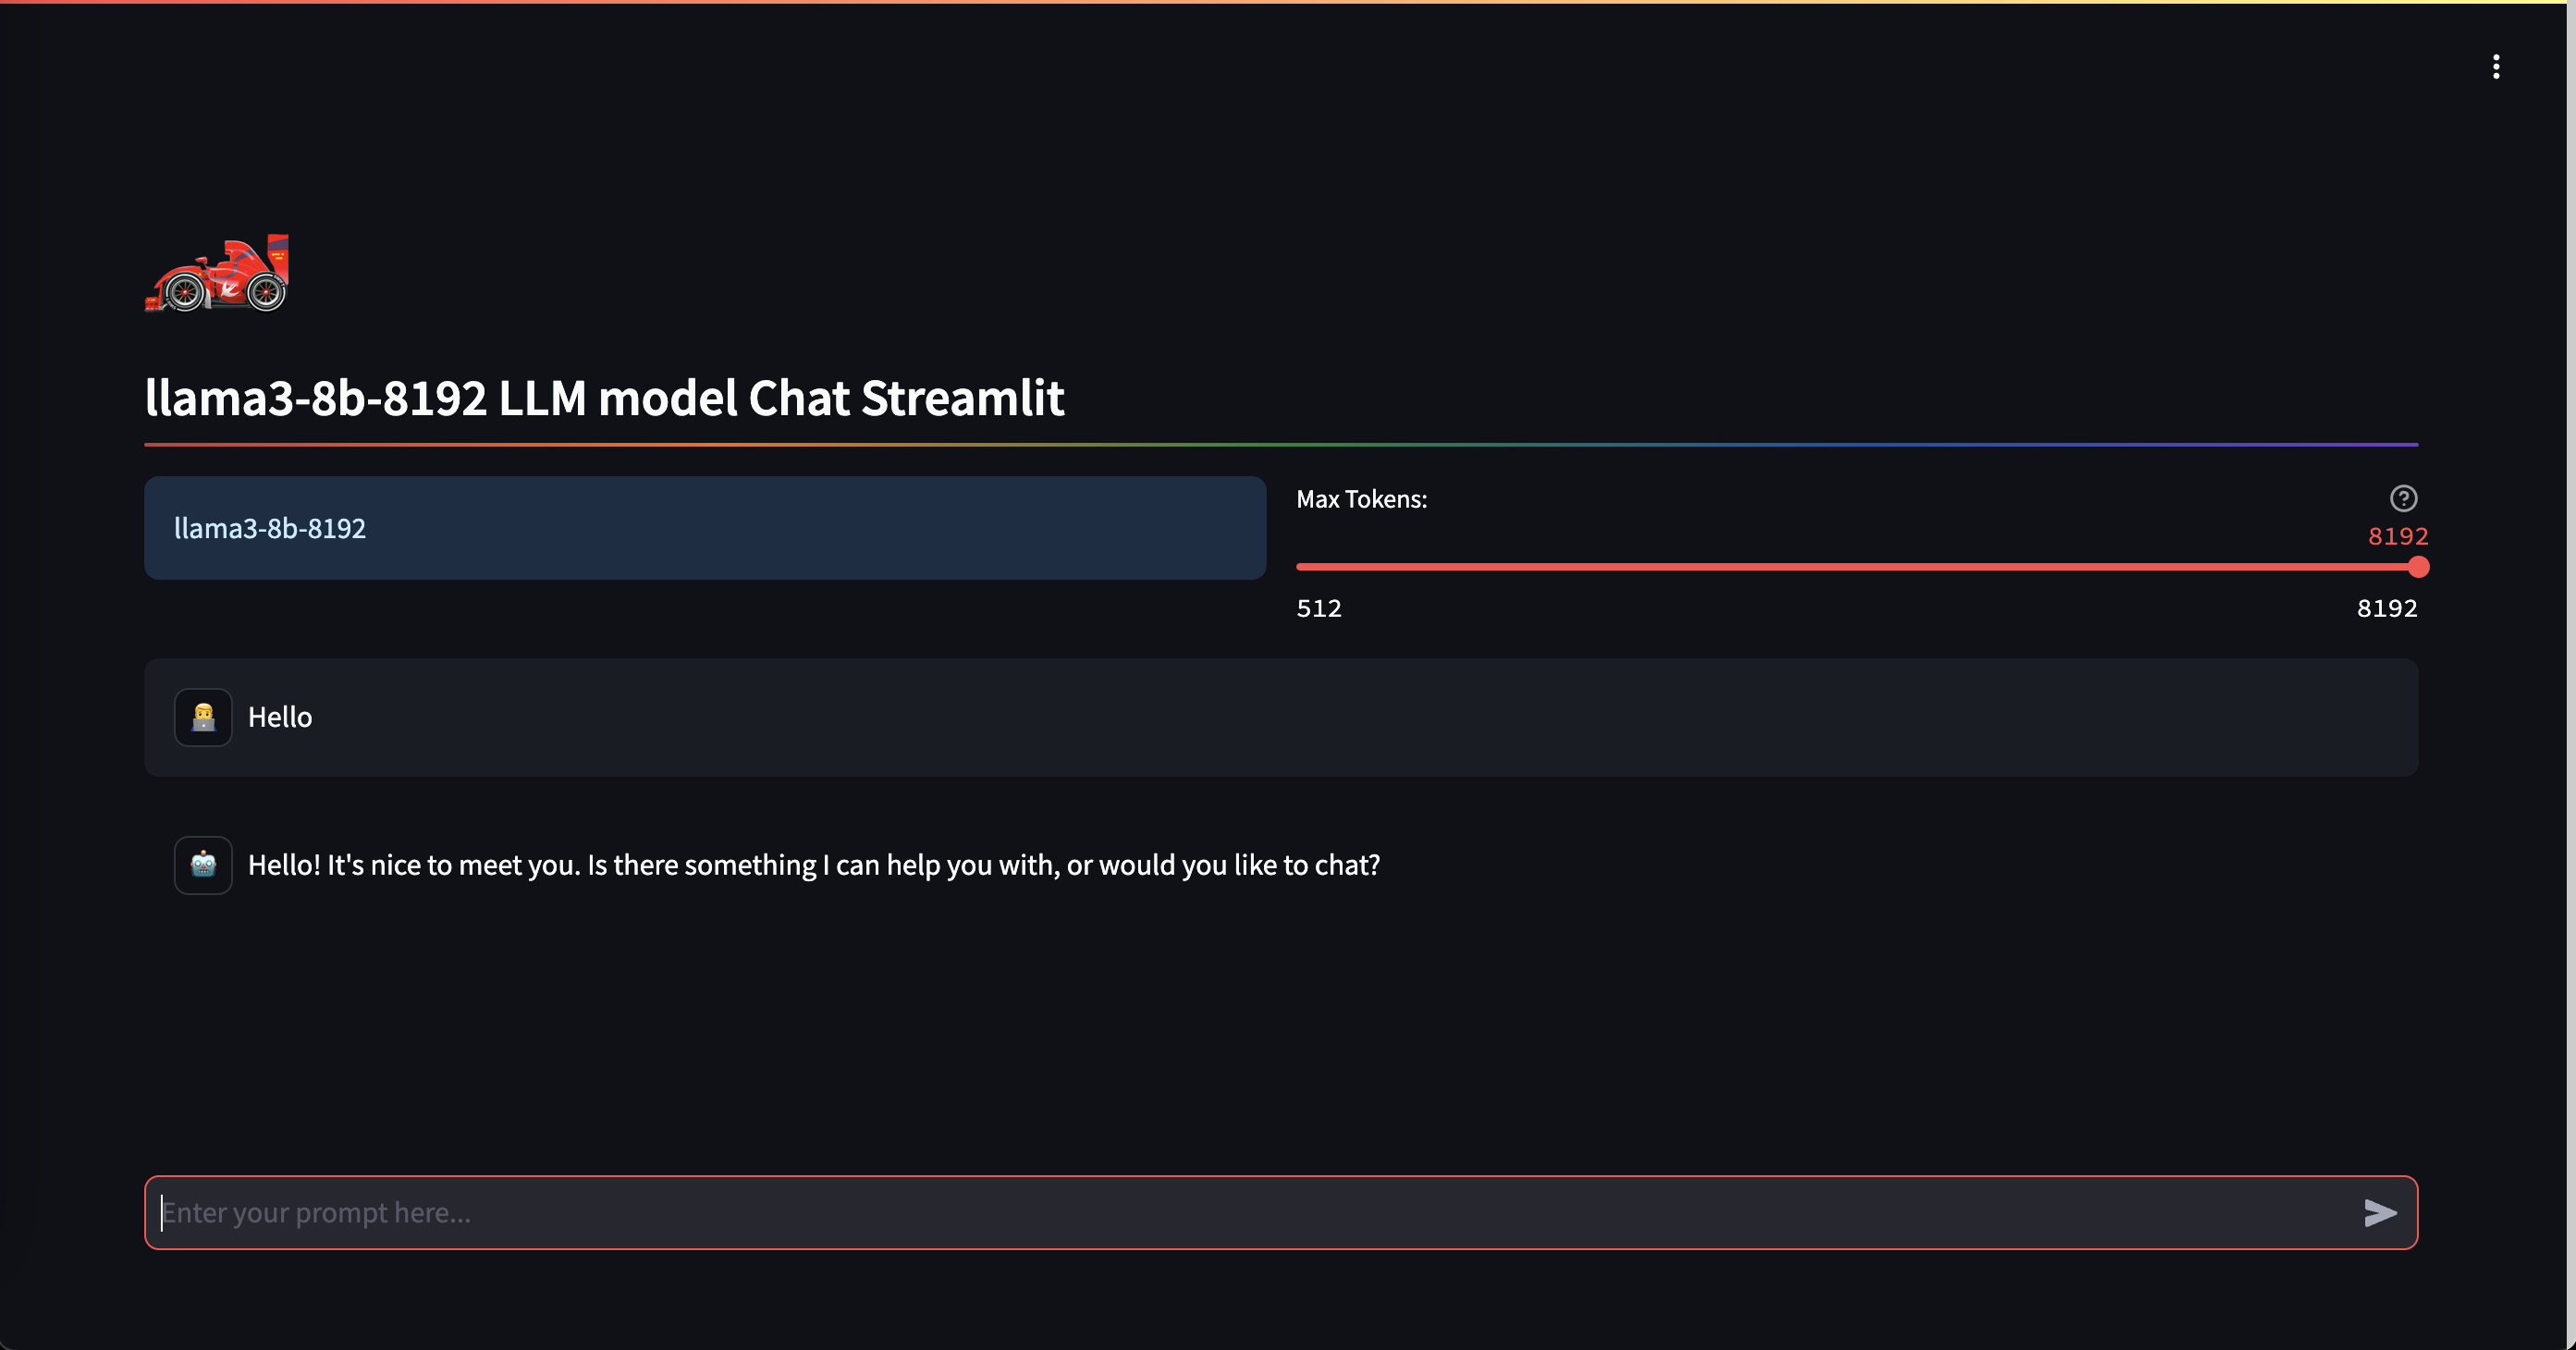 llama3-8b-8192 LLM model Chat Streamlit
llama3-8b-8192
Max Tokens:
8192
512 8192
Hello
Hello! It's nice to meet you. Is there something I can help you with, or would you like to chat?
Enter your prompt here...